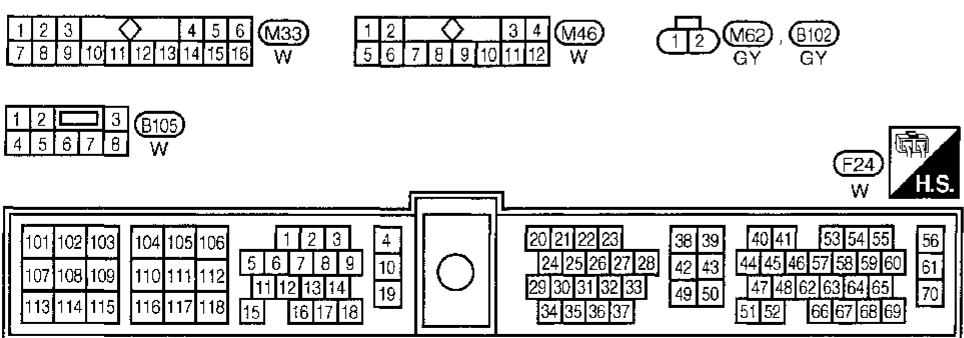 1 2 3 4 5 6 M33
7 8 9 10 11 12 13 14 15 16 W
1 2 3 4 M46
5 6 7 8 9 10 11 12 W
1 2 M62 , B102
GY GY
1 2 3 B105
4 5 6 7 8 W
F24 H.S.
W
101 102 103 104 105 106 1 2 3 4 20 21 22 23 38 39 40 41 53 54 55 56
107 108 109 110 111 112 5 6 7 8 9 10 24 25 26 27 28 42 43 44 45 46 57 58 59 60 61
11 12 13 14 19 29 30 31 32 33 49 50 47 48 62 63 64 65 70
113 114 115 116 117 118 15 16 17 18 34 35 36 37 51 52 66 67 68 69